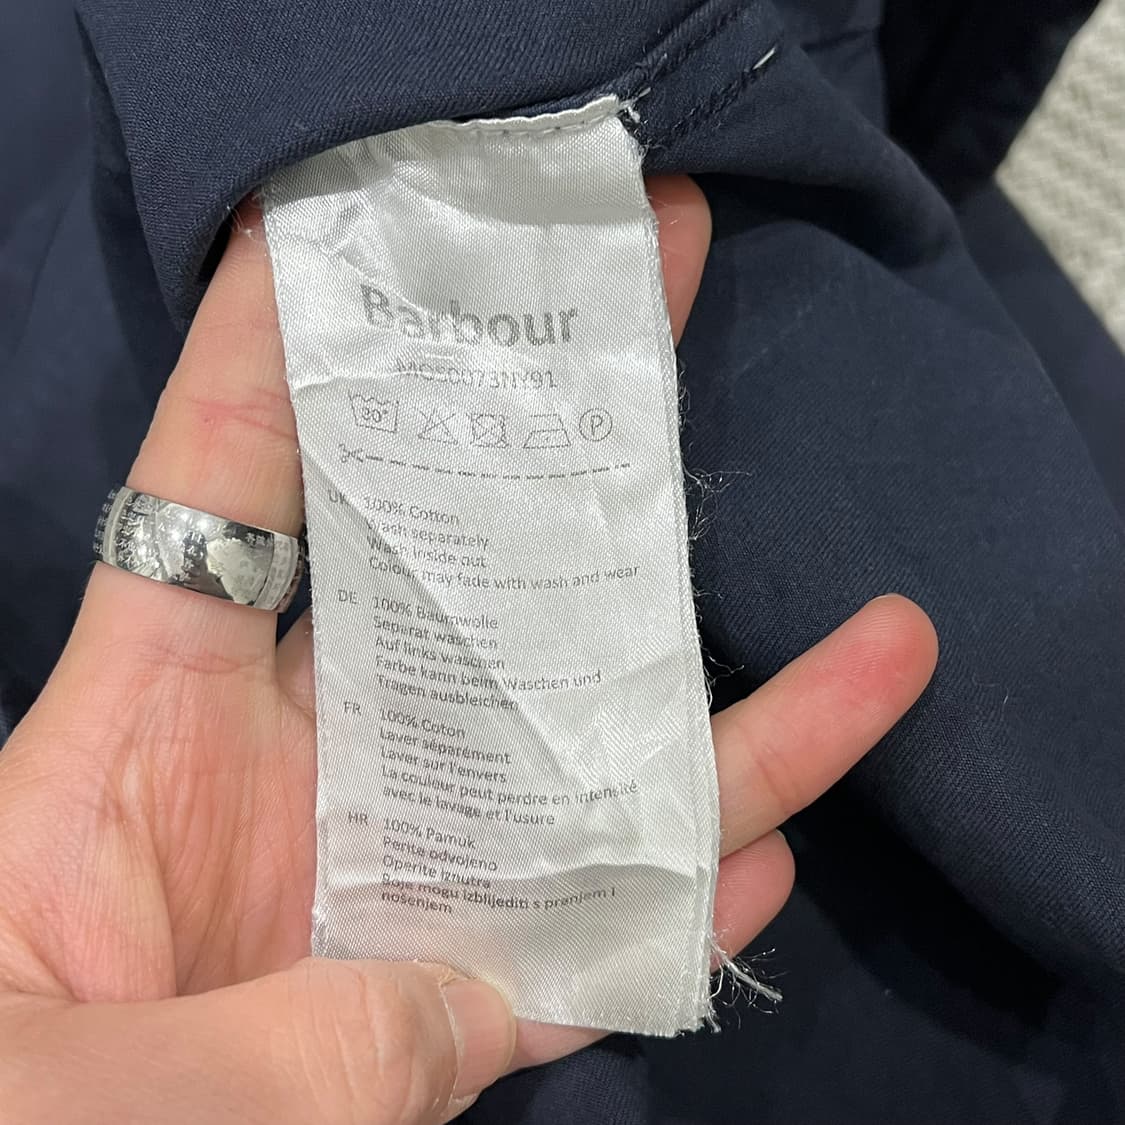 Barbour
MOS0073NY91
30°
P
UK 100% Cotton
Wash separately
Wash inside out
Colour may fade with wash and wear
DE 100% Baumwolle
Separat waschen
Auf links waschen
Farbe kann beim Waschen und
Tragen ausbleichen
FR 100% Coton
Laver séparément
Laver sur l'envers
La couleur peut perdre en intensité
avec le lavage et l'usure
HR 100% Pamuk
Perite odvojeno
Operite iznutra
Boje mogu izblijediti s pranjem i
nošenjem